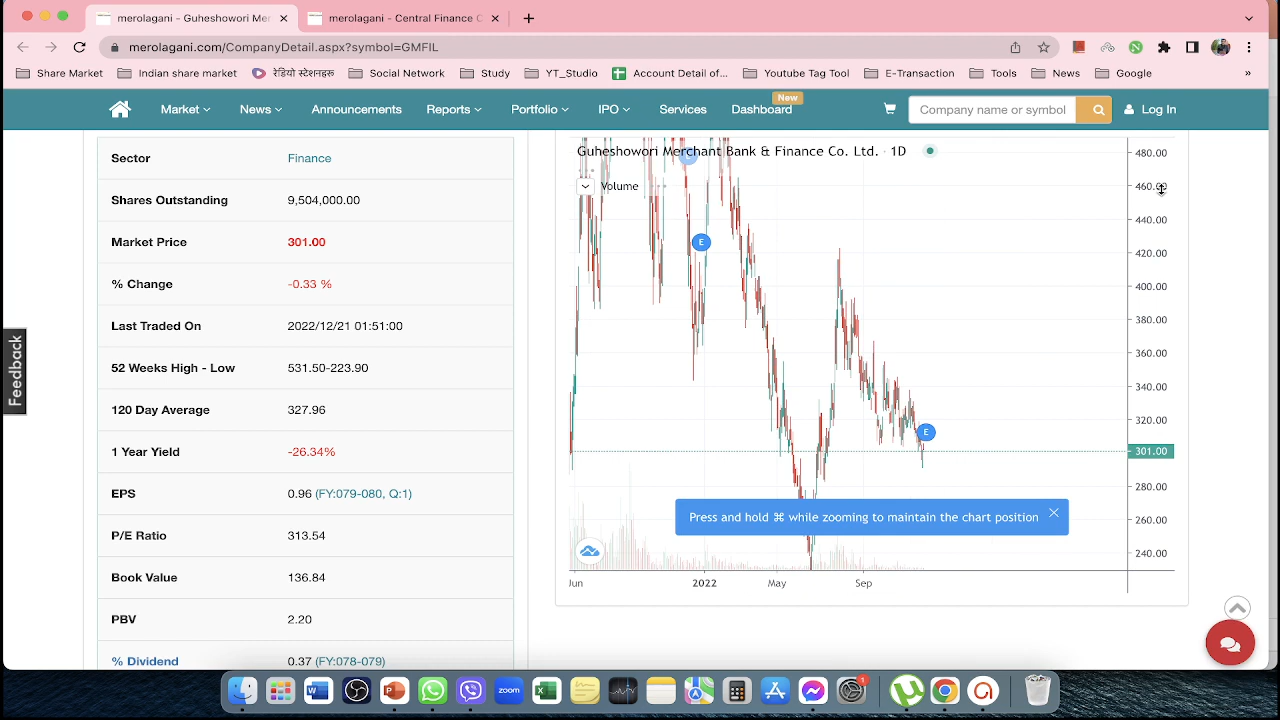 merolagani - Guheshowori Mer
merolagani - Central Finance C
merolagani.com/CompanyDetail.aspx?symbol=GMFIL
Share Market
Indian share market
रेडियो स्टेशनहरु
Social Network
Study
YT_Studio
Account Detail of...
Youtube Tag Tool
E-Transaction
Tools
News
Google
»
New
Market
News
Announcements
Reports
Portfolio
IPO
Services
Dashboard
Company name or symbol
Log In
Feedback
Sector Finance
Shares Outstanding 9,504,000.00
Market Price 301.00
% Change -0.33 %
Last Traded On 2022/12/21 01:51:00
52 Weeks High - Low 531.50-223.90
120 Day Average 327.96
1 Year Yield -26.34%
EPS 0.96 (FY:079-080, Q:1)
P/E Ratio 313.54
Book Value 136.84
PBV 2.20
% Dividend 0.37 (FY:078-079)
Guheshowori Merchant Bank & Finance Co. Ltd. · 1D
Volume
E
E
480.00
460.00
440.00
420.00
400.00
380.00
360.00
340.00
320.00
301.00
280.00
260.00
240.00
Press and hold ⌘ while zooming to maintain the chart position
Jun
2022
May
Sep
zoom
1